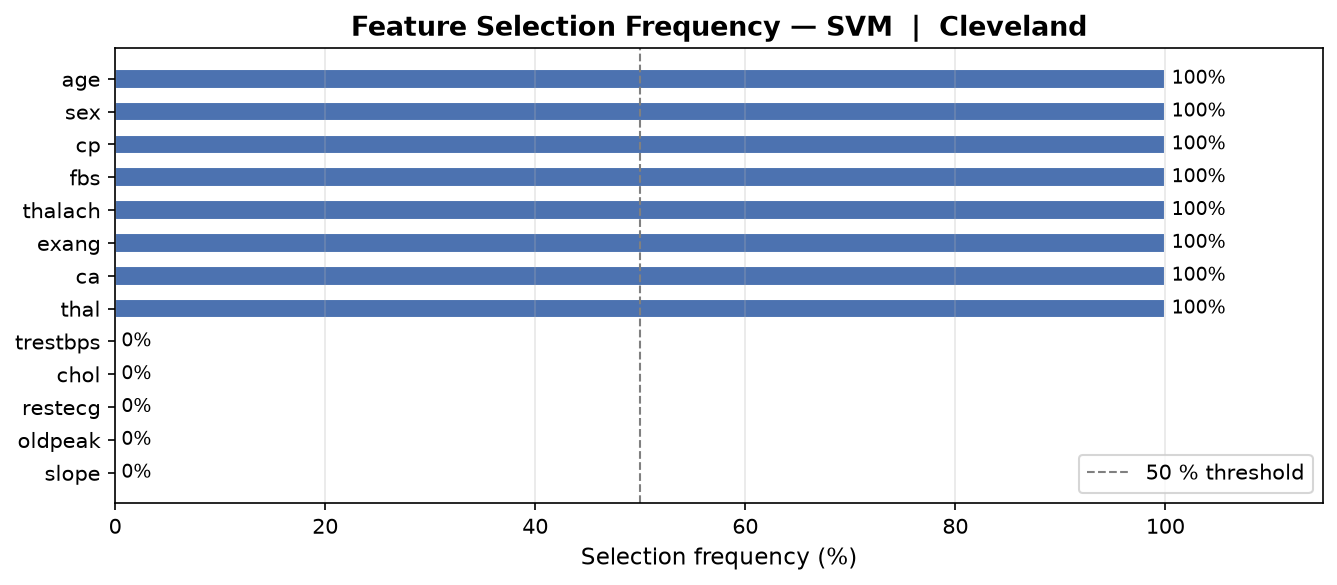 Feature Selection Frequency — SVM | Cleveland
age 100%
sex 100%
cp 100%
fbs 100%
thalach 100%
exang 100%
ca 100%
thal 100%
trestbps 0%
chol 0%
restecg 0%
oldpeak 0%
slope 0%
50 % threshold
0 20 40 60 80 100
Selection frequency (%)